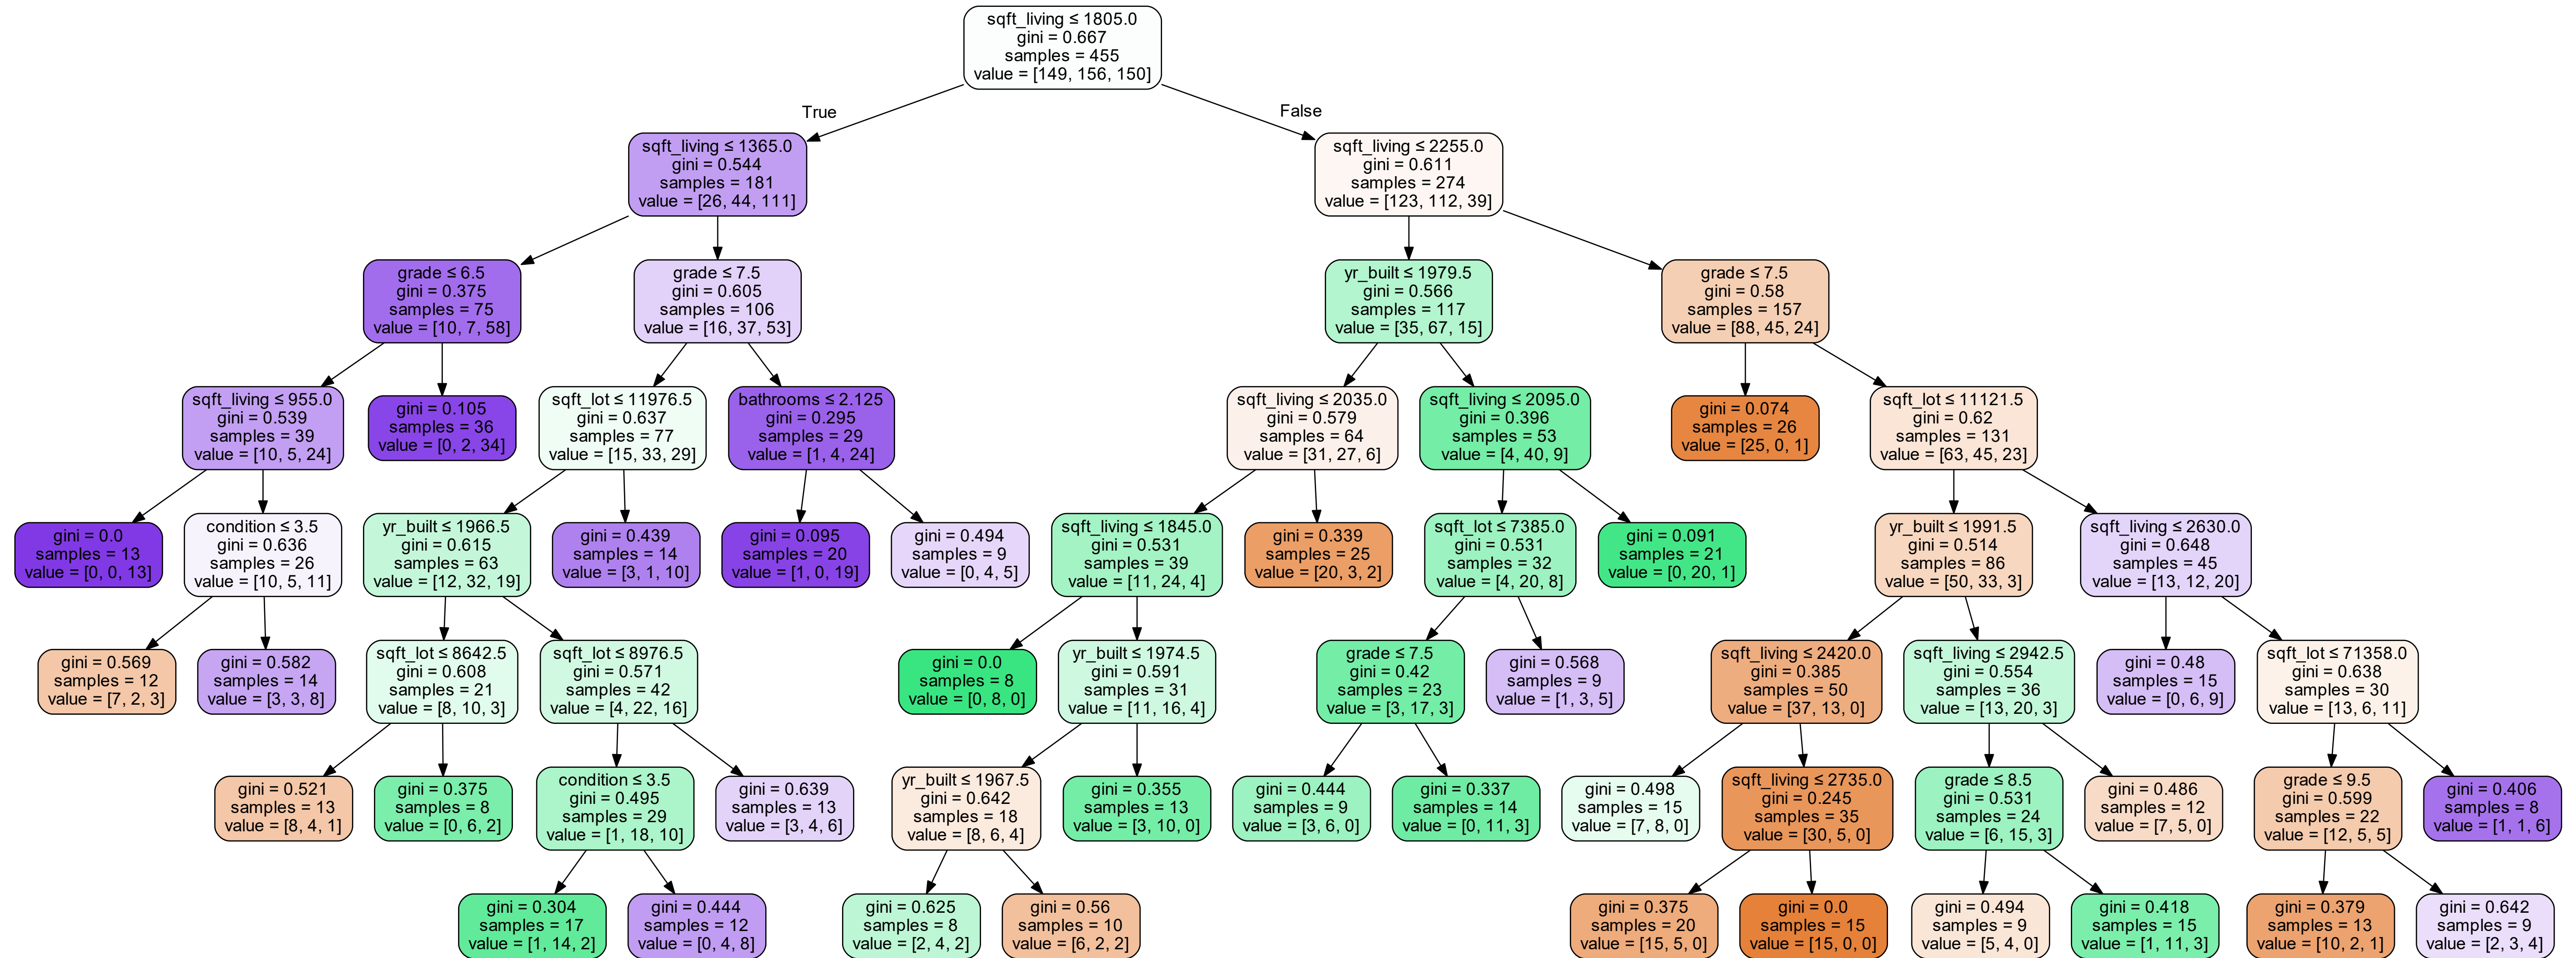 sqft_living ≤ 1805.0
gini = 0.667
samples = 455
value = [149, 156, 150]
True
False
sqft_living ≤ 1365.0
gini = 0.544
samples = 181
value = [26, 44, 111]
sqft_living ≤ 2255.0
gini = 0.611
samples = 274
value = [123, 112, 39]
grade ≤ 6.5
gini = 0.375
samples = 75
value = [10, 7, 58]
grade ≤ 7.5
gini = 0.605
samples = 106
value = [16, 37, 53]
yr_built ≤ 1979.5
gini = 0.566
samples = 117
value = [35, 67, 15]
grade ≤ 7.5
gini = 0.58
samples = 157
value = [88, 45, 24]
sqft_living ≤ 955.0
gini = 0.539
samples = 39
value = [10, 5, 24]
gini = 0.105
samples = 36
value = [0, 2, 34]
sqft_lot ≤ 11976.5
gini = 0.637
samples = 77
value = [15, 33, 29]
bathrooms ≤ 2.125
gini = 0.295
samples = 29
value = [1, 4, 24]
sqft_living ≤ 2035.0
gini = 0.579
samples = 64
value = [31, 27, 6]
sqft_living ≤ 2095.0
gini = 0.396
samples = 53
value = [4, 40, 9]
gini = 0.074
samples = 26
value = [25, 0, 1]
sqft_lot ≤ 11121.5
gini = 0.62
samples = 131
value = [63, 45, 23]
gini = 0.0
samples = 13
value = [0, 0, 13]
condition ≤ 3.5
gini = 0.636
samples = 26
value = [10, 5, 11]
yr_built ≤ 1966.5
gini = 0.615
samples = 63
value = [12, 32, 19]
gini = 0.439
samples = 14
value = [3, 1, 10]
gini = 0.095
samples = 20
value = [1, 0, 19]
gini = 0.494
samples = 9
value = [0, 4, 5]
sqft_living ≤ 1845.0
gini = 0.531
samples = 39
value = [11, 24, 4]
gini = 0.339
samples = 25
value = [20, 3, 2]
sqft_lot ≤ 7385.0
gini = 0.531
samples = 32
value = [4, 20, 8]
gini = 0.091
samples = 21
value = [0, 20, 1]
yr_built ≤ 1991.5
gini = 0.514
samples = 86
value = [50, 33, 3]
sqft_living ≤ 2630.0
gini = 0.648
samples = 45
value = [13, 12, 20]
gini = 0.569
samples = 12
value = [7, 2, 3]
gini = 0.582
samples = 14
value = [3, 3, 8]
sqft_lot ≤ 8642.5
gini = 0.608
samples = 21
value = [8, 10, 3]
sqft_lot ≤ 8976.5
gini = 0.571
samples = 42
value = [4, 22, 16]
gini = 0.0
samples = 8
value = [0, 8, 0]
yr_built ≤ 1974.5
gini = 0.591
samples = 31
value = [11, 16, 4]
grade ≤ 7.5
gini = 0.42
samples = 23
value = [3, 17, 3]
gini = 0.568
samples = 9
value = [1, 3, 5]
sqft_living ≤ 2420.0
gini = 0.385
samples = 50
value = [37, 13, 0]
sqft_living ≤ 2942.5
gini = 0.554
samples = 36
value = [13, 20, 3]
gini = 0.48
samples = 15
value = [0, 6, 9]
sqft_lot ≤ 71358.0
gini = 0.638
samples = 30
value = [13, 6, 11]
gini = 0.521
samples = 13
value = [8, 4, 1]
gini = 0.375
samples = 8
value = [0, 6, 2]
condition ≤ 3.5
gini = 0.495
samples = 29
value = [1, 18, 10]
gini = 0.639
samples = 13
value = [3, 4, 6]
yr_built ≤ 1967.5
gini = 0.642
samples = 18
value = [8, 6, 4]
gini = 0.355
samples = 13
value = [3, 10, 0]
gini = 0.444
samples = 9
value = [3, 6, 0]
gini = 0.337
samples = 14
value = [0, 11, 3]
gini = 0.498
samples = 15
value = [7, 8, 0]
sqft_living ≤ 2735.0
gini = 0.245
samples = 35
value = [30, 5, 0]
grade ≤ 8.5
gini = 0.531
samples = 24
value = [6, 15, 3]
gini = 0.486
samples = 12
value = [7, 5, 0]
grade ≤ 9.5
gini = 0.599
samples = 22
value = [12, 5, 5]
gini = 0.406
samples = 8
value = [1, 1, 6]
gini = 0.304
samples = 17
value = [1, 14, 2]
gini = 0.444
samples = 12
value = [0, 4, 8]
gini = 0.625
samples = 8
value = [2, 4, 2]
gini = 0.56
samples = 10
value = [6, 2, 2]
gini = 0.375
samples = 20
value = [15, 5, 0]
gini = 0.0
samples = 15
value = [15, 0, 0]
gini = 0.494
samples = 9
value = [5, 4, 0]
gini = 0.418
samples = 15
value = [1, 11, 3]
gini = 0.379
samples = 13
value = [10, 2, 1]
gini = 0.642
samples = 9
value = [2, 3, 4]